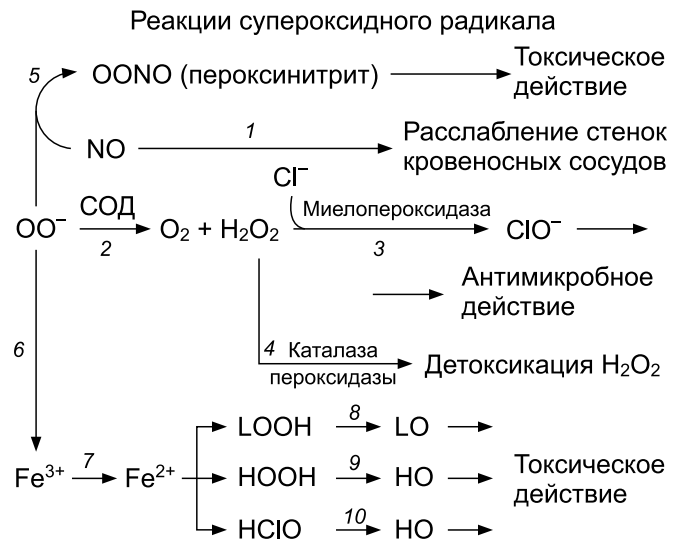 Реакции супероксидного радикала
5 OONO (пероксинитрит) Токсическое
действие
NO 1 Расслабление стенок
кровеносных сосудов
Cl⁻
OO⁻ СОД 2 O₂ + H₂O₂ Миелопероксидаза 3 ClO⁻
Антимикробное
действие
6 4 Каталаза
пероксидазы Детоксикация H₂O₂
LOOH 8 LO
Fe³⁺ 7 Fe²⁺ HOOH 9 HO Токсическое
действие
HClO 10 HO